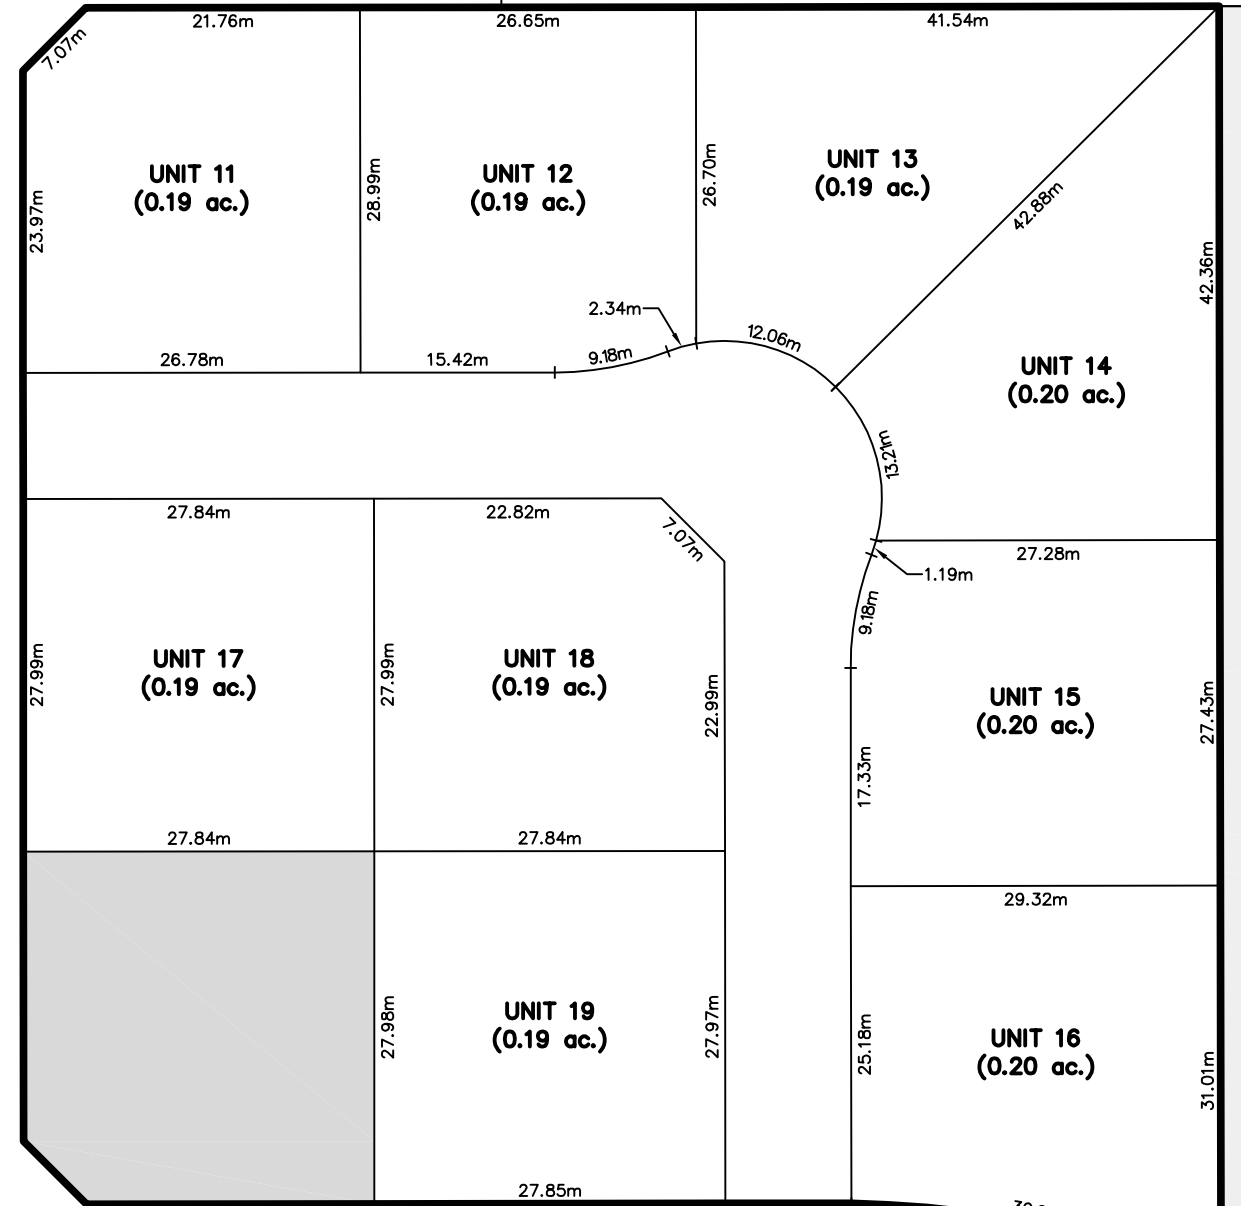 21.76m
26.65m
41.54m
7.07m
UNIT 11
(0.19 ac.)
23.97m
28.99m
UNIT 12
(0.19 ac.)
26.70m
UNIT 13
(0.19 ac.)
42.88m
42.36m
2.34m
12.06m
26.78m
15.42m
9.18m
UNIT 14
(0.20 ac.)
13.21m
27.84m
22.82m
7.07m
27.28m
1.19m
9.18m
27.99m
UNIT 17
(0.19 ac.)
27.99m
UNIT 18
(0.19 ac.)
22.99m
UNIT 15
(0.20 ac.)
27.43m
17.33m
27.84m
27.84m
29.32m
27.98m
UNIT 19
(0.19 ac.)
27.97m
25.18m
UNIT 16
(0.20 ac.)
31.01m
27.85m